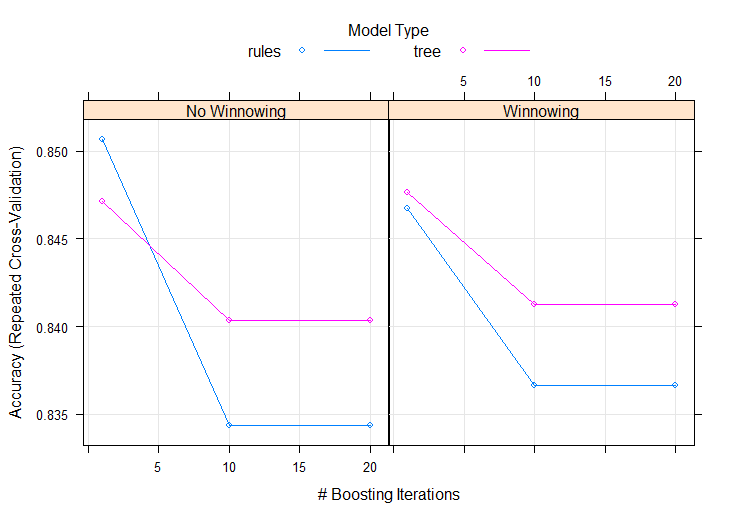 Model Type
rules tree
5 10 15 20
No Winnowing Winnowing
0.850
0.845
0.840
0.835
Accuracy (Repeated Cross-Validation)
5 10 15 20
# Boosting Iterations